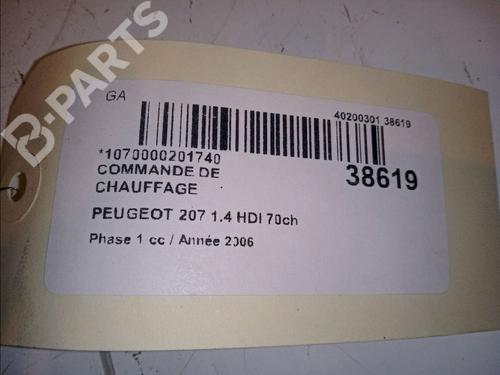 B-PARTS
GA
40200301 38619
*1070000201740
38619
COMMANDE DE
CHAUFFAGE
PEUGEOT 207 1.4 HDI 70ch
Phase 1 cc / Année 2006